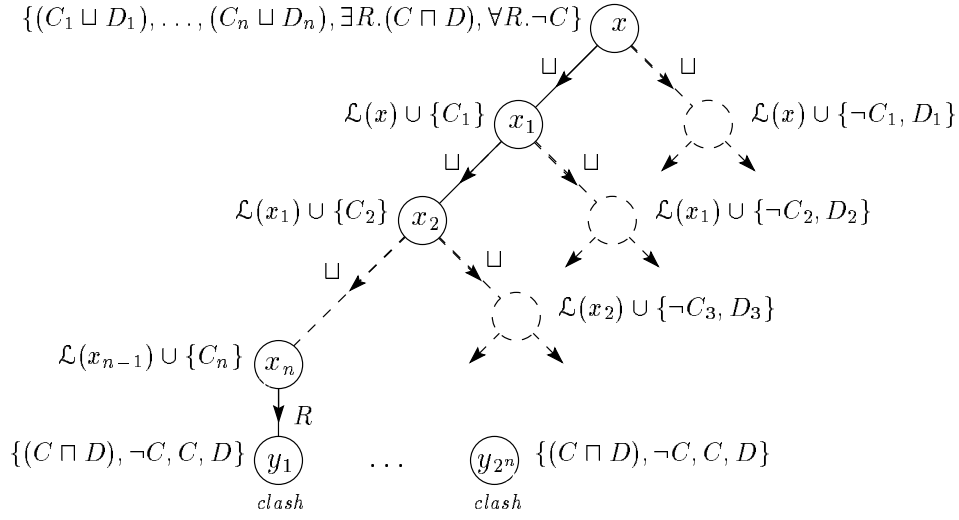 {(C₁ ⊔ D₁), . . . , (Cₙ ⊔ Dₙ), ∃R.(C ⊓ D), ∀R.¬C} x
⊔ ⊔
ℒ(x) ∪ {C₁} x₁ ℒ(x) ∪ {¬C₁, D₁}
⊔ ⊔
ℒ(x₁) ∪ {C₂} x₂ ℒ(x₁) ∪ {¬C₂, D₂}
⊔ ⊔
ℒ(x₂) ∪ {¬C₃, D₃}
ℒ(xₙ₋₁) ∪ {Cₙ} xₙ
R
{(C ⊓ D), ¬C, C, D} y₁ . . . y₂ⁿ {(C ⊓ D), ¬C, C, D}
clash clash